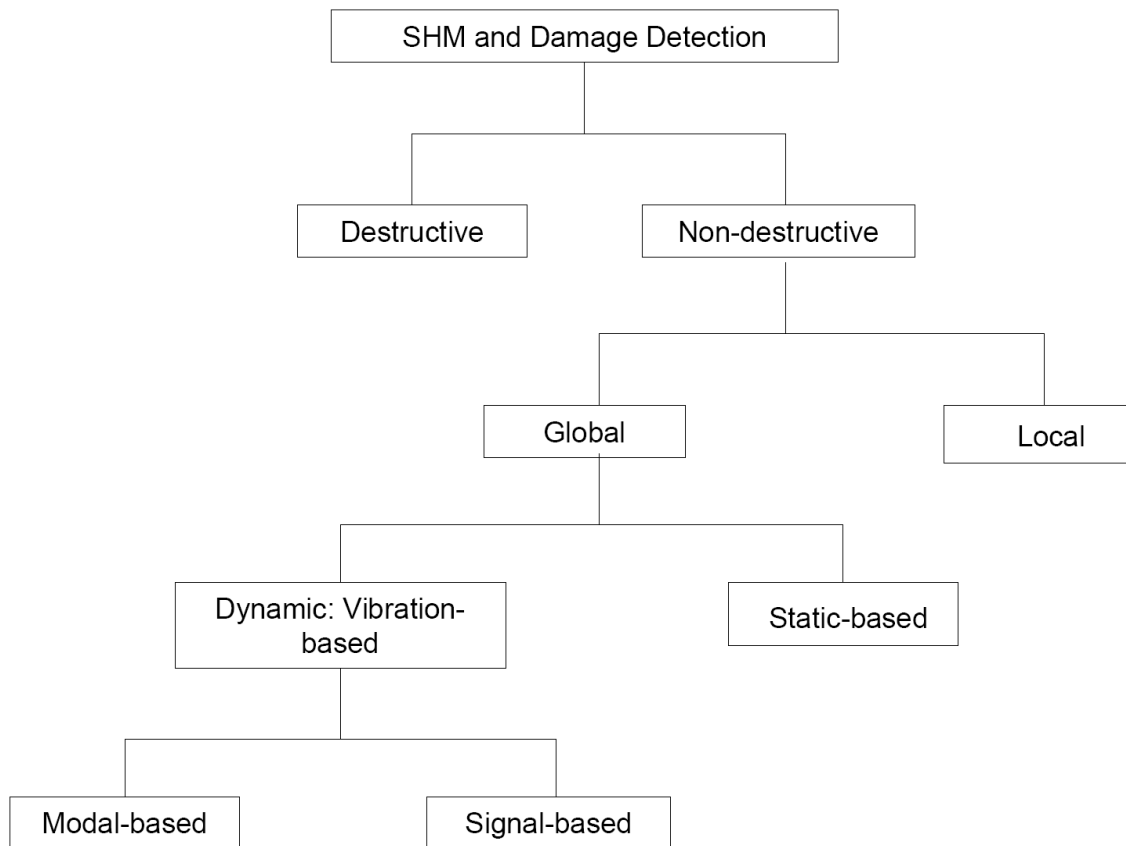 SHM and Damage Detection
Destructive
Non-destructive
Global
Local
Dynamic: Vibration-
based
Static-based
Modal-based
Signal-based